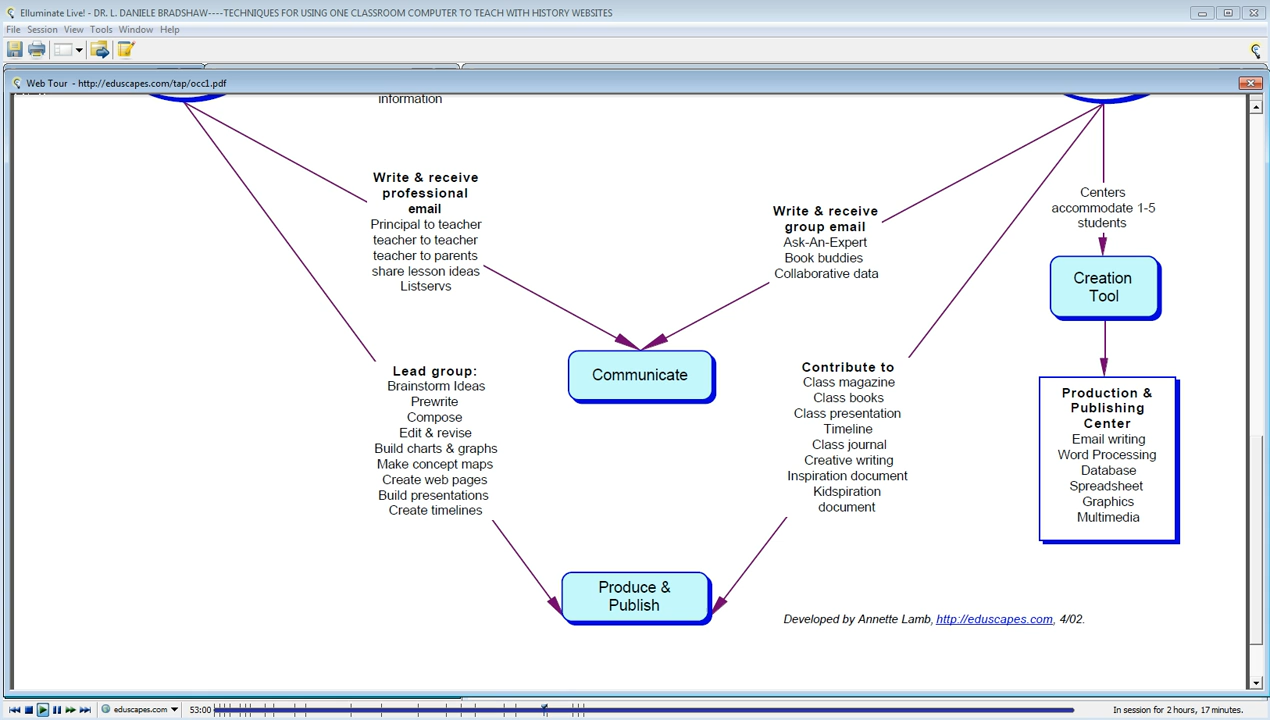 Elluminate Live! - DR. L. DANIELE BRADSHAW----TECHNIQUES FOR USING ONE CLASSROOM COMPUTER TO TEACH WITH HISTORY WEBSITES
File Session View Tools Window Help
Web Tour - http://eduscapes.com/tap/occ1.pdf
information
Write & receive
professional
email
Principal to teacher
teacher to teacher
teacher to parents
share lesson ideas
Listservs
Write & receive
group email
Ask-An-Expert
Book buddies
Collaborative data
Centers
accommodate 1-5
students
Creation
Tool
Communicate
Lead group:
Brainstorm Ideas
Prewrite
Compose
Edit & revise
Build charts & graphs
Make concept maps
Create web pages
Build presentations
Create timelines
Contribute to
Class magazine
Class books
Class presentation
Timeline
Class journal
Creative writing
Inspiration document
Kidspiration
document
Production &
Publishing
Center
Email writing
Word Processing
Database
Spreadsheet
Graphics
Multimedia
Produce &
Publish
Developed by Annette Lamb, http://eduscapes.com, 4/02.
eduscapes.com 53:00 In session for 2 hours, 17 minutes.